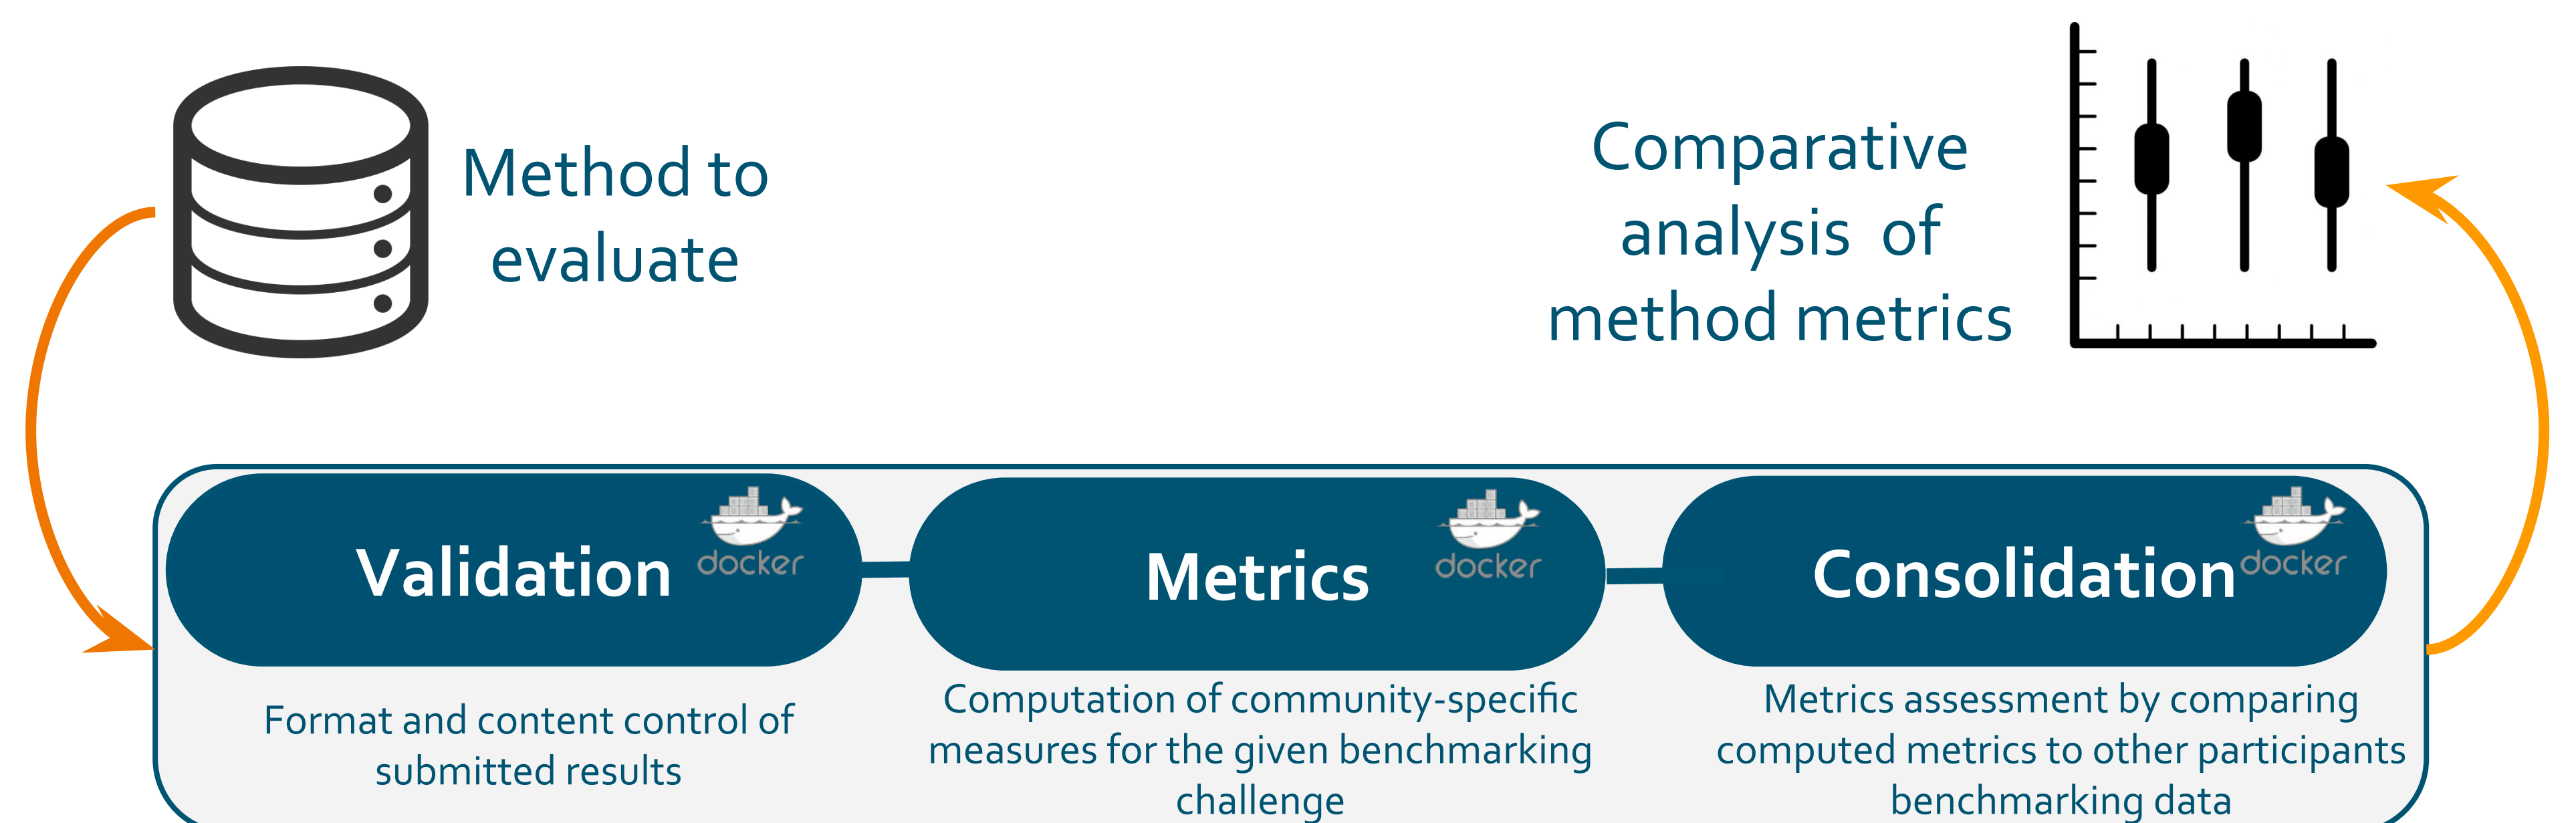 Method to
evaluate
Comparative
analysis of
method metrics
Validation
docker
Metrics
docker
Consolidation
docker
Format and content control of
submitted results
Computation of community-specific
measures for the given benchmarking
challenge
Metrics assessment by comparing
computed metrics to other participants
benchmarking data